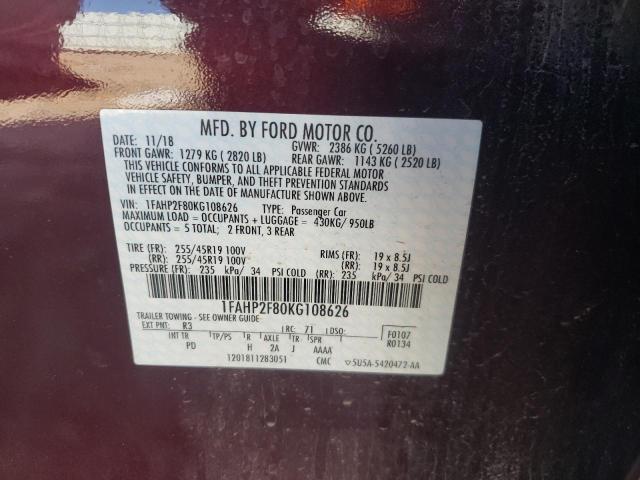 MFD. BY FORD MOTOR CO.
DATE: 11/18 GVWR: 2386 KG ( 5260 LB)
FRONT GAWR: 1279 KG ( 2820 LB) REAR GAWR: 1143 KG ( 2520 LB)
THIS VEHICLE CONFORMS TO ALL APPLICABLE FEDERAL MOTOR
VEHICLE SAFETY, BUMPER, AND THEFT PREVENTION STANDARDS
IN EFFECT ON THE DATE OF MANUFACTURE SHOWN ABOVE.
VIN: 1FAHP2F80KG108626 TYPE: Passenger Car
MAXIMUM LOAD = OCCUPANTS + LUGGAGE = 430KG/ 950LB
OCCUPANTS = 5 TOTAL; 2 FRONT, 3 REAR
TIRE (FR): 255/45R19 100V RIMS (FR): 19 x 8.5J
(RR): 255/45R19 100V (RR): 19 x 8.5J
PRESSURE (FR): 235 kPa/ 34 PSI COLD (RR): 235 kPa/ 34 PSI COLD
1FAHP2F80KG108626
TRAILER TOWING - SEE OWNER GUIDE
EXT PNT: R3 RC: 71 DSO: F0107
R0134
INT TR TP/PS R AXLE TR SPR
PD H 2A J AAAA
1201811283051 CMC 5U5A-5420472-AA